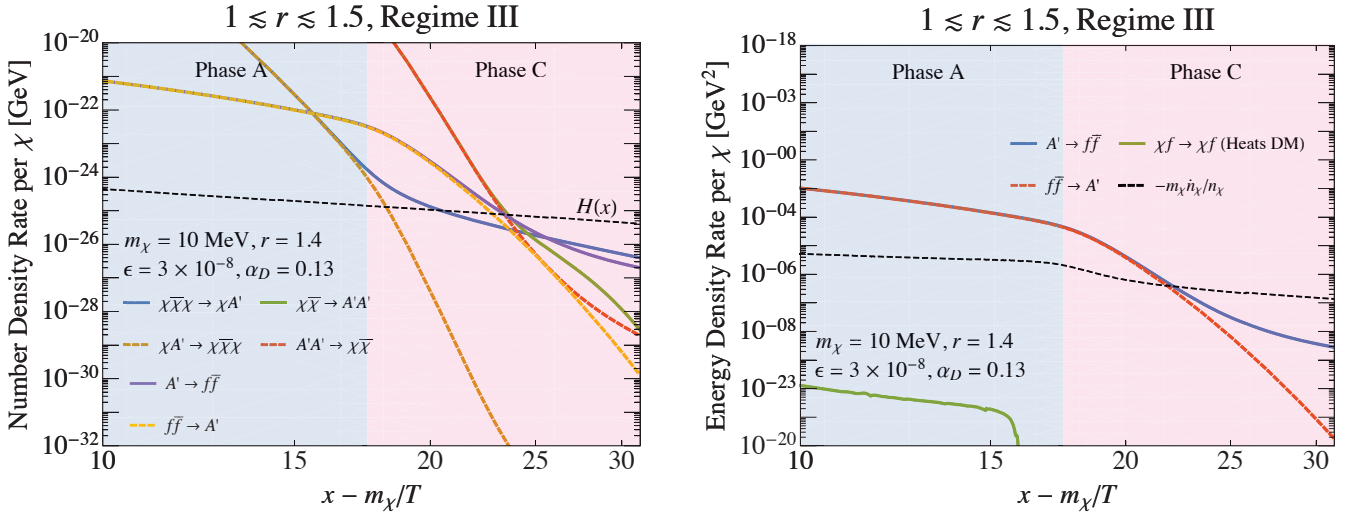 1 ≲ r ≲ 1.5, Regime III
Number Density Rate per χ [GeV]
10⁻²⁰
10⁻²²
10⁻²⁴
10⁻²⁶
10⁻²⁸
10⁻³⁰
10⁻³²
Phase A
Phase C
H(x)
m_χ = 10 MeV, r = 1.4
ϵ = 3 × 10⁻⁸, α_D = 0.13
χχ̅χ → χA′
χχ̅ → A′A′
χA′ → χχ̅χ
A′A′ → χχ̅
A′ → ff̅
ff̅ → A′
10
15
20
25
30
x − m_χ/T
1 ≲ r ≲ 1.5, Regime III
Energy Density Rate per χ [GeV²]
10⁻¹⁸
10⁻⁰³
10⁻⁰⁰
10⁻⁰⁴
10⁻⁰⁶
10⁻⁰⁸
10⁻²³
10⁻²⁰
Phase A
Phase C
A′ → ff̅
χf → χf (Heats DM)
ff̅ → A′
−m_χṅ_χ/n_χ
m_χ = 10 MeV, r = 1.4
ϵ = 3 × 10⁻⁸, α_D = 0.13
10
15
20
25
30
x − m_χ/T